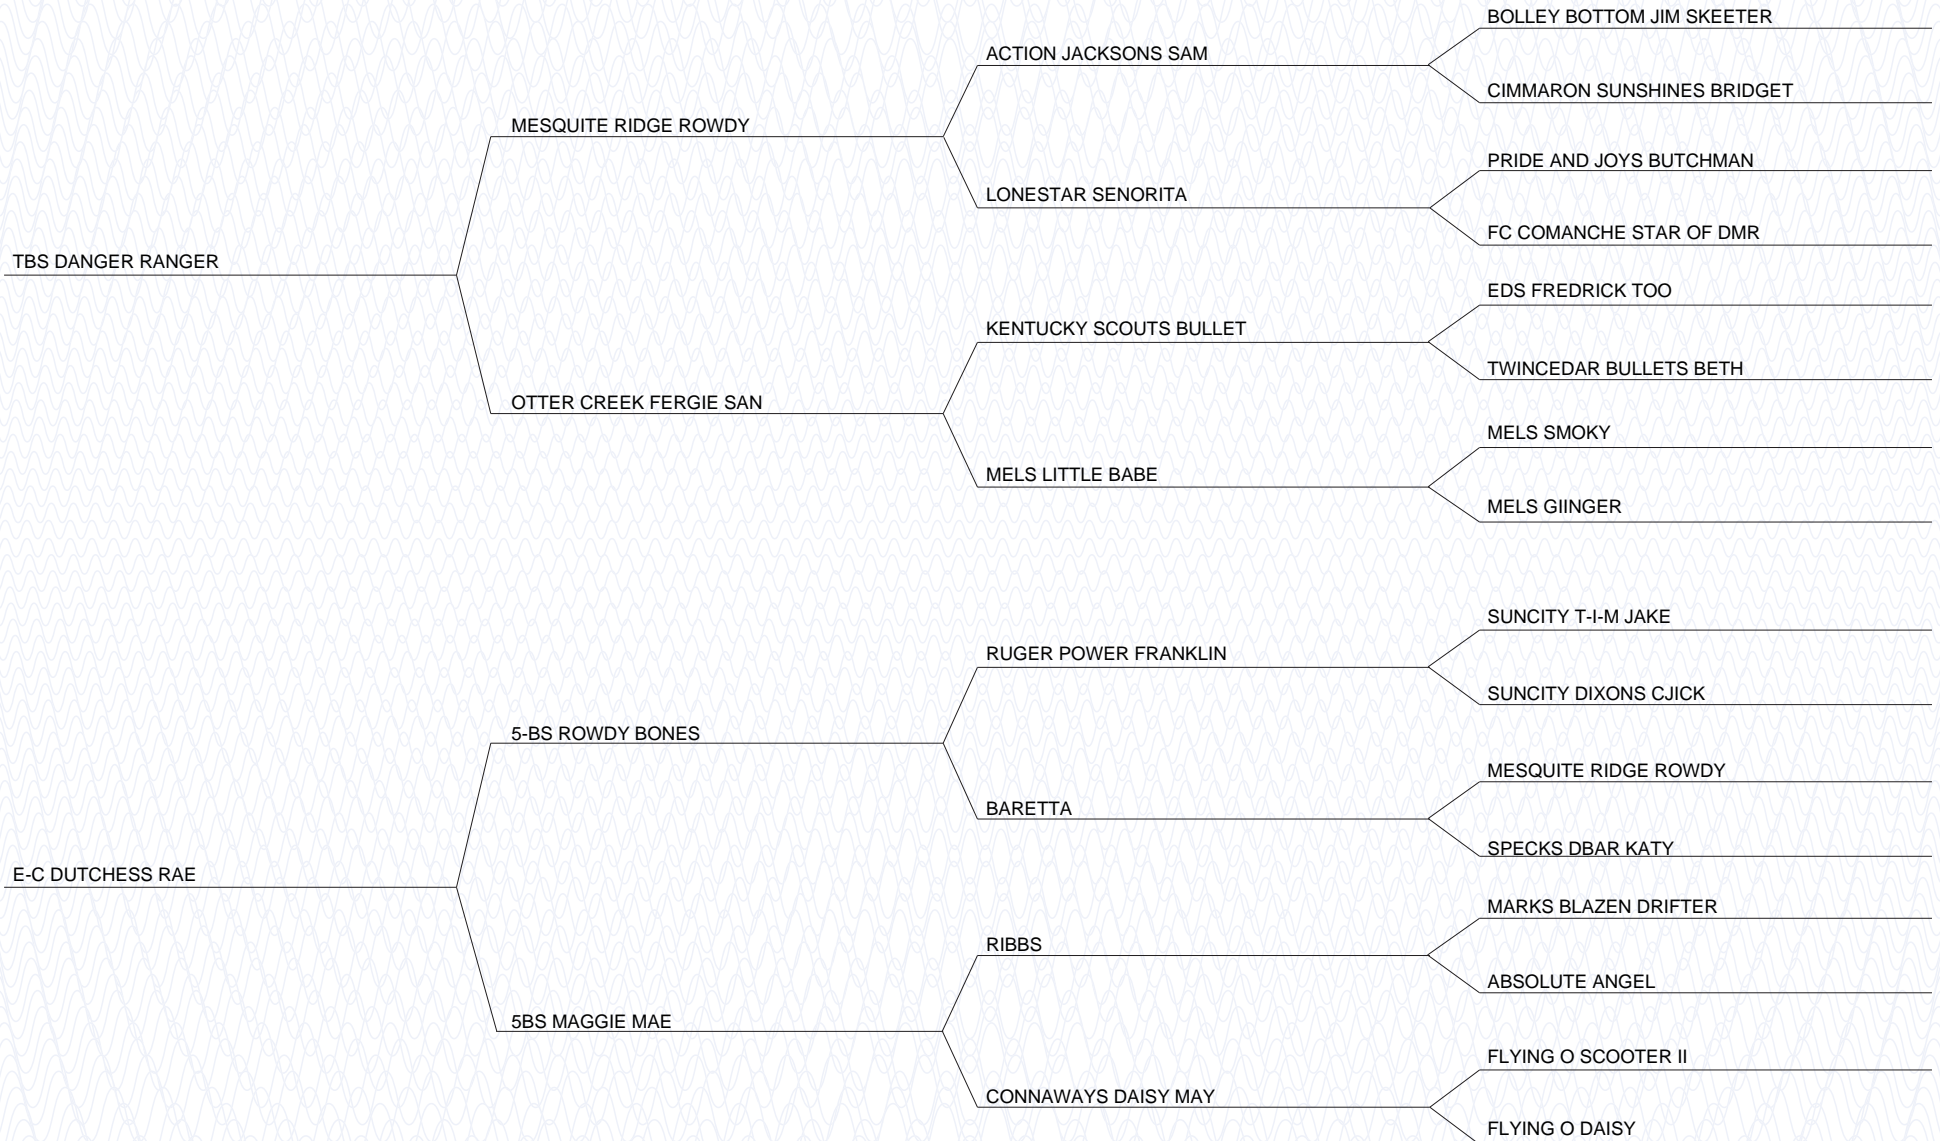 BOLLEY BOTTOM JIM SKEETER
ACTION JACKSONS SAM
CIMMARON SUNSHINES BRIDGET
MESQUITE RIDGE ROWDY
PRIDE AND JOYS BUTCHMAN
LONESTAR SENORITA
FC COMANCHE STAR OF DMR
TBS DANGER RANGER
EDS FREDRICK TOO
KENTUCKY SCOUTS BULLET
TWINCEDAR BULLETS BETH
OTTER CREEK FERGIE SAN
MELS SMOKY
MELS LITTLE BABE
MELS GIINGER
SUNCITY T-I-M JAKE
RUGER POWER FRANKLIN
SUNCITY DIXONS CJICK
5-BS ROWDY BONES
MESQUITE RIDGE ROWDY
BARETTA
SPECKS DBAR KATY
E-C DUTCHESS RAE
MARKS BLAZEN DRIFTER
RIBBS
ABSOLUTE ANGEL
5BS MAGGIE MAE
FLYING O SCOOTER II
CONNAWAYS DAISY MAY
FLYING O DAISY